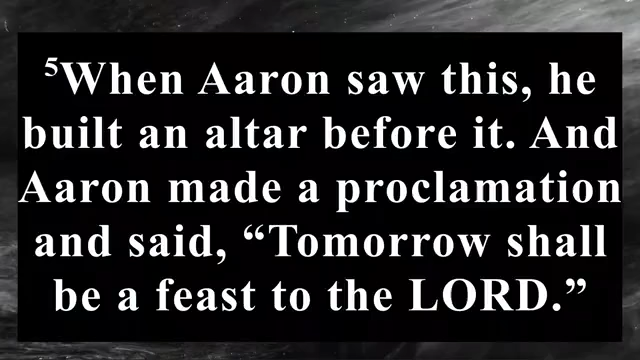 ⁵When Aaron saw this, he
built an altar before it. And
Aaron made a proclamation
and said, “Tomorrow shall
be a feast to the LORD.”